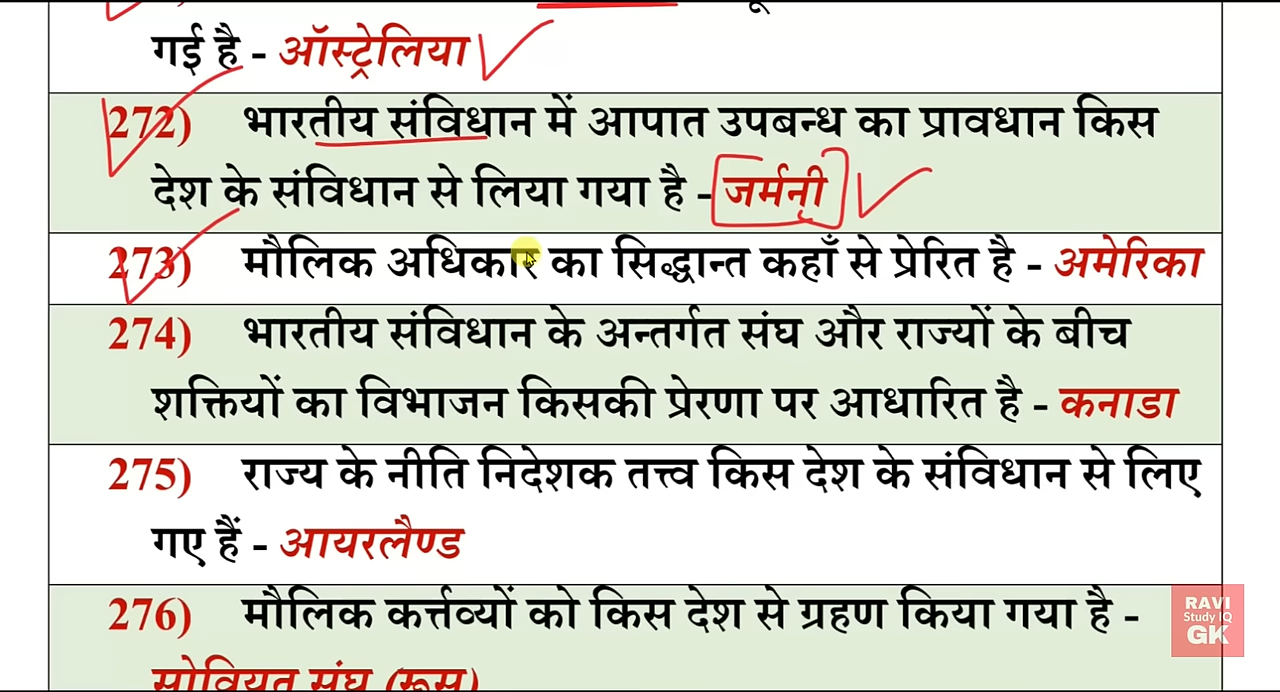 गई है - ऑस्ट्रेलिया
272) भारतीय संविधान में आपात उपबन्ध का प्रावधान किस
देश के संविधान से लिया गया है - जर्मनी
273) मौलिक अधिकार का सिद्धान्त कहाँ से प्रेरित है - अमेरिका
274) भारतीय संविधान के अन्तर्गत संघ और राज्यों के बीच
शक्तियों का विभाजन किसकी प्रेरणा पर आधारित है - कनाडा
275) राज्य के नीति निदेशक तत्त्व किस देश के संविधान से लिए
गए हैं - आयरलैण्ड
276) मौलिक कर्त्तव्यों को किस देश से ग्रहण किया गया है -
सोवियत संघ (रूस)
RAVI
Study IQ
GK